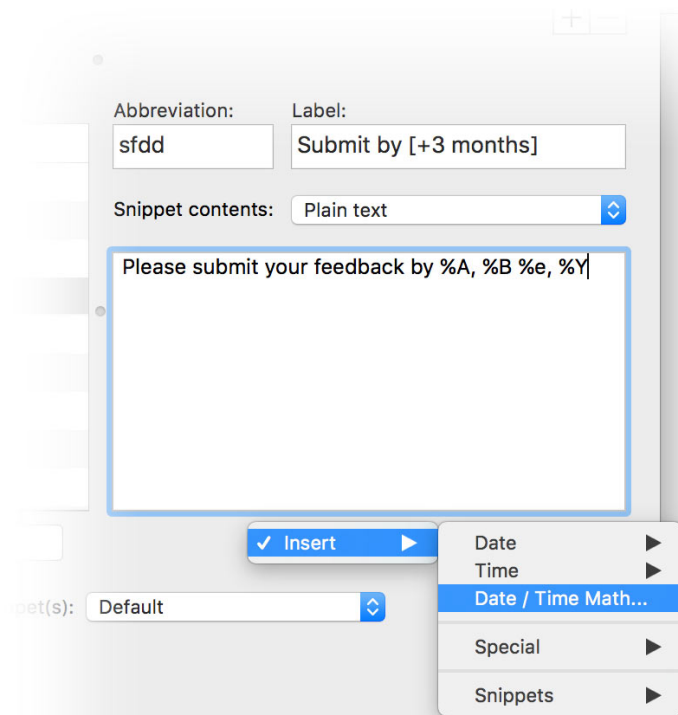 Abbreviation: Label:
sfdd Submit by [+3 months]
Snippet contents: Plain text
Please submit your feedback by %A, %B %e, %Y
✓ Insert ▶ Date ▶
Time ▶
Date / Time Math...
pet(s): Default
Special ▶
Snippets ▶